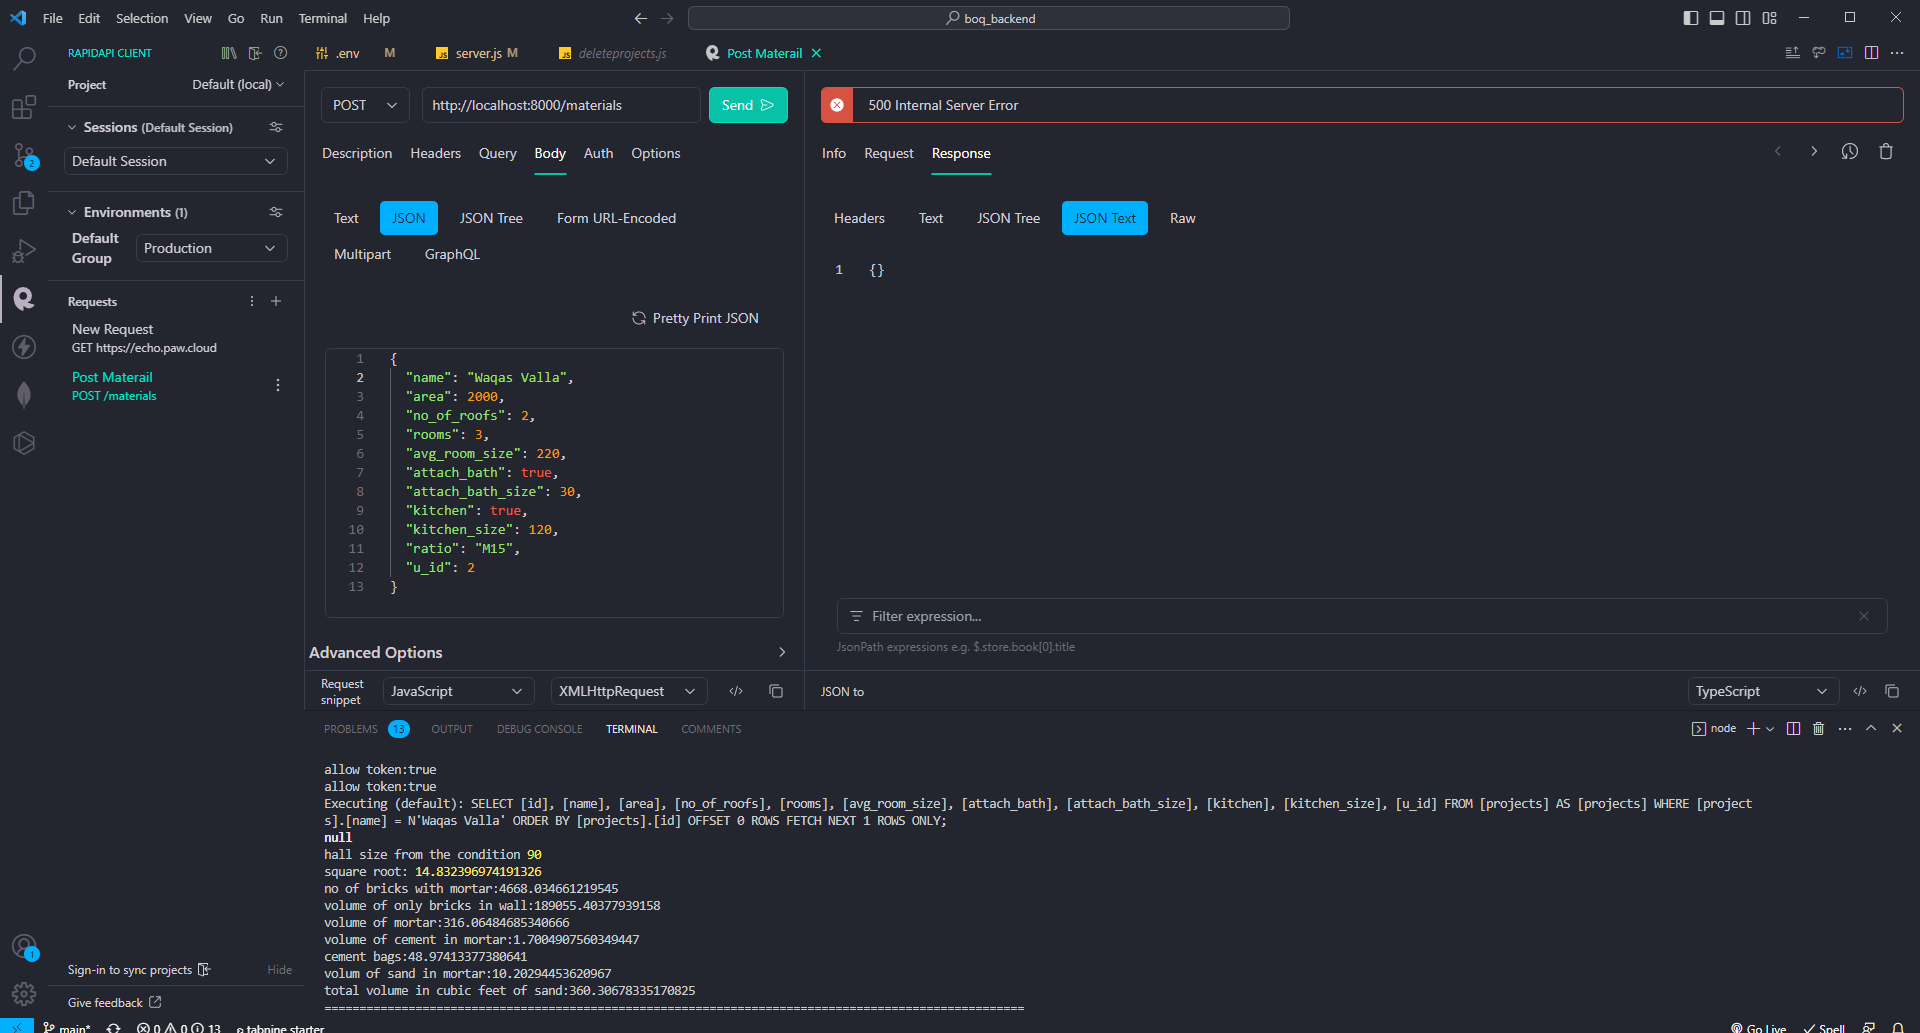 File Edit Selection View Go Run Terminal Help
boq_backend
RAPIDAPI CLIENT
Project Default (local)
Sessions (Default Session)
Default Session
2
Environments (1)
Default Group Production
Requests
New Request
GET https://echo.paw.cloud
Post Materail
POST /materials
1
Sign-in to sync projects Hide
Give feedback
.env M
JS server.js M
JS deleteprojects.js
Post Materail
POST http://localhost:8000/materials Send
Description Headers Query Body Auth Options
Text JSON JSON Tree Form URL-Encoded
Multipart GraphQL
Pretty Print JSON
1 {
2 "name": "Waqas Valla",
3 "area": 2000,
4 "no_of_roofs": 2,
5 "rooms": 3,
6 "avg_room_size": 220,
7 "attach_bath": true,
8 "attach_bath_size": 30,
9 "kitchen": true,
10 "kitchen_size": 120,
11 "ratio": "M15",
12 "u_id": 2
13 }
Advanced Options
Request snippet JavaScript XMLHttpRequest
500 Internal Server Error
Info Request Response
Headers Text JSON Tree JSON Text Raw
1 {}
Filter expression...
JsonPath expressions e.g. $.store.book[0].title
JSON to TypeScript
PROBLEMS 13 OUTPUT DEBUG CONSOLE TERMINAL COMMENTS
node
allow token:true
allow token:true
Executing (default): SELECT [id], [name], [area], [no_of_roofs], [rooms], [avg_room_size], [attach_bath], [attach_bath_size], [kitchen], [kitchen_size], [u_id] FROM [projects] AS [projects] WHERE [project
s].[name] = N'Waqas Valla' ORDER BY [projects].[id] OFFSET 0 ROWS FETCH NEXT 1 ROWS ONLY;
null
hall size from the condition 90
square root: 14.832396974191326
no of bricks with mortar:4668.034661219545
volume of only bricks in wall:189055.40377939158
volume of mortar:316.06484685340666
volume of cement in mortar:1.7004907560349447
cement bags:48.97413377380641
volum of sand in mortar:10.20294453620967
total volume in cubic feet of sand:360.30678335170825
====================================================================================================
main* 0 0 13 tabnine starter Go Live Spell